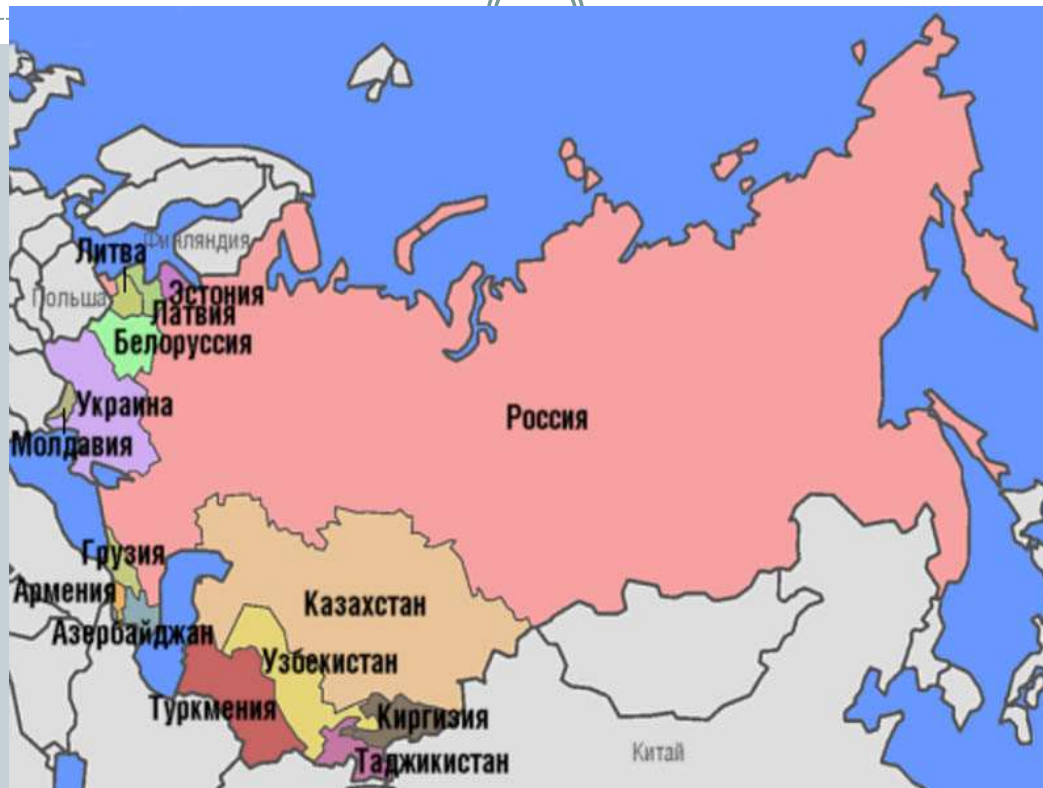 Финляндия
Литва
Польша
Эстония
Латвия
Белоруссия
Украина
Россия
Молдавия
Грузия
Армения
Казахстан
Азербайджан
Узбекистан
Туркмения
Киргизия
Китай
Таджикистан